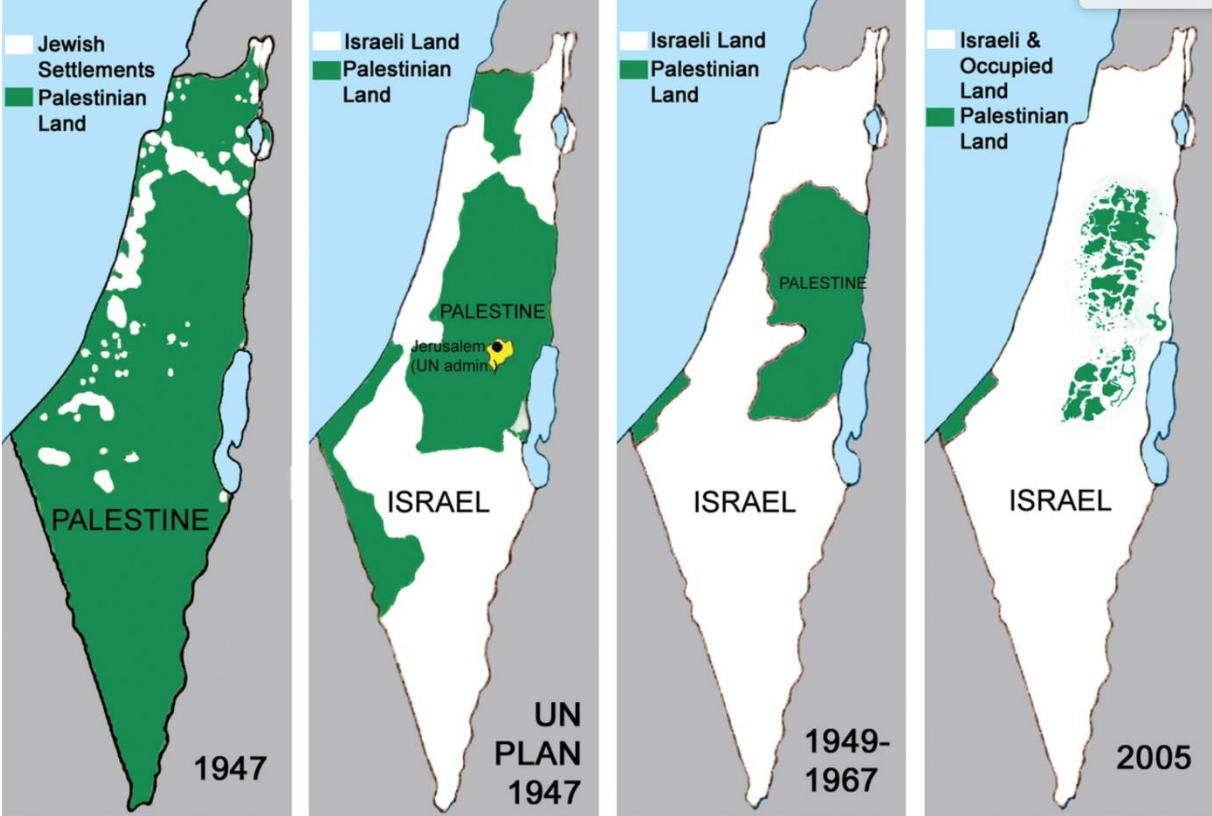 Jewish
Settlements
Palestinian
Land
PALESTINE
1947
Israeli Land
Palestinian
Land
PALESTINE
Jerusalem
(UN admin.)
ISRAEL
UN
PLAN
1947
Israeli Land
Palestinian
Land
PALESTINE
ISRAEL
1949-
1967
Israeli &
Occupied
Land
Palestinian
Land
ISRAEL
2005